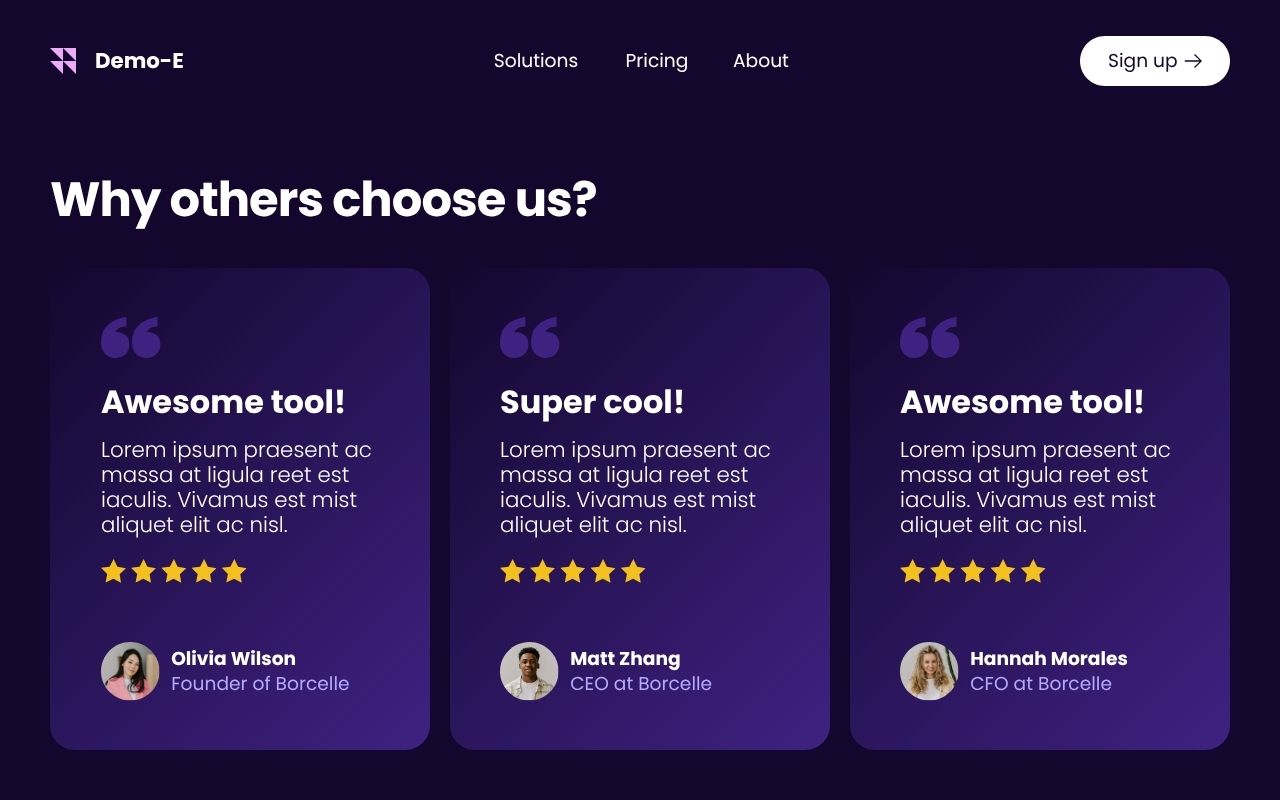 Demo-E
Solutions
Pricing
About
Sign up →
Why others choose us?
Awesome tool!
Lorem ipsum praesent ac
massa at ligula reet est
iaculis. Vivamus est mist
aliquet elit ac nisl.
Olivia Wilson
Founder of Borcelle
Super cool!
Lorem ipsum praesent ac
massa at ligula reet est
iaculis. Vivamus est mist
aliquet elit ac nisl.
Matt Zhang
CEO at Borcelle
Awesome tool!
Lorem ipsum praesent ac
massa at ligula reet est
iaculis. Vivamus est mist
aliquet elit ac nisl.
Hannah Morales
CFO at Borcelle